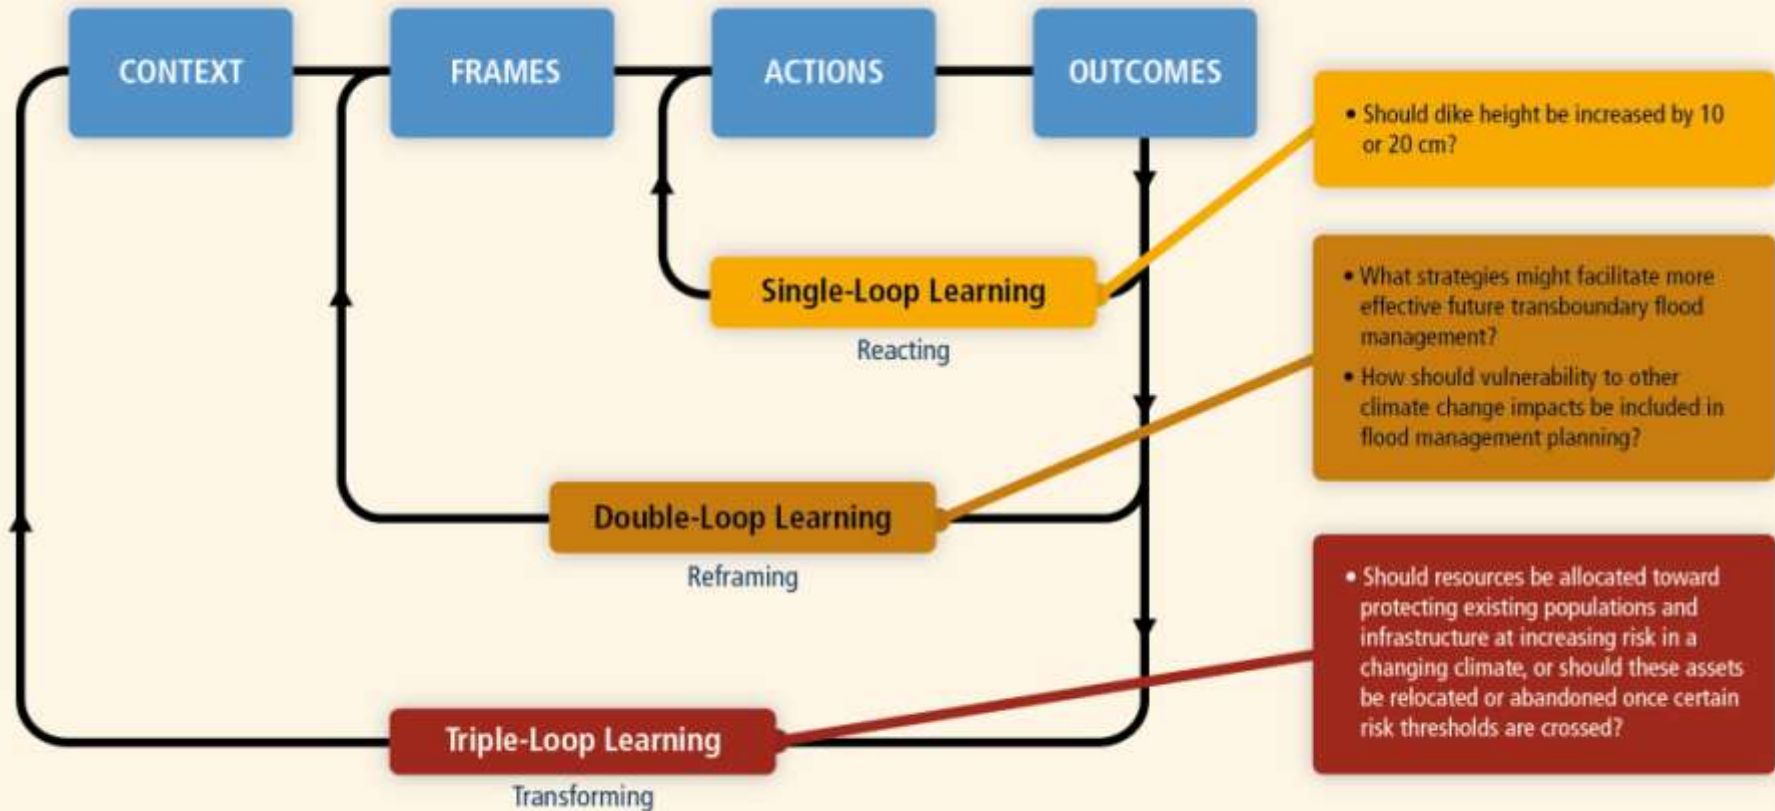 CONTEXT
FRAMES
ACTIONS
OUTCOMES
• Should dike height be increased by 10
or 20 cm?
Single-Loop Learning
Reacting
• What strategies might facilitate more
effective future transboundary flood
management?
• How should vulnerability to other
climate change impacts be included in
flood management planning?
Double-Loop Learning
Reframing
• Should resources be allocated toward
protecting existing populations and
infrastructure at increasing risk in a
changing climate, or should these assets
be relocated or abandoned once certain
risk thresholds are crossed?
Triple-Loop Learning
Transforming